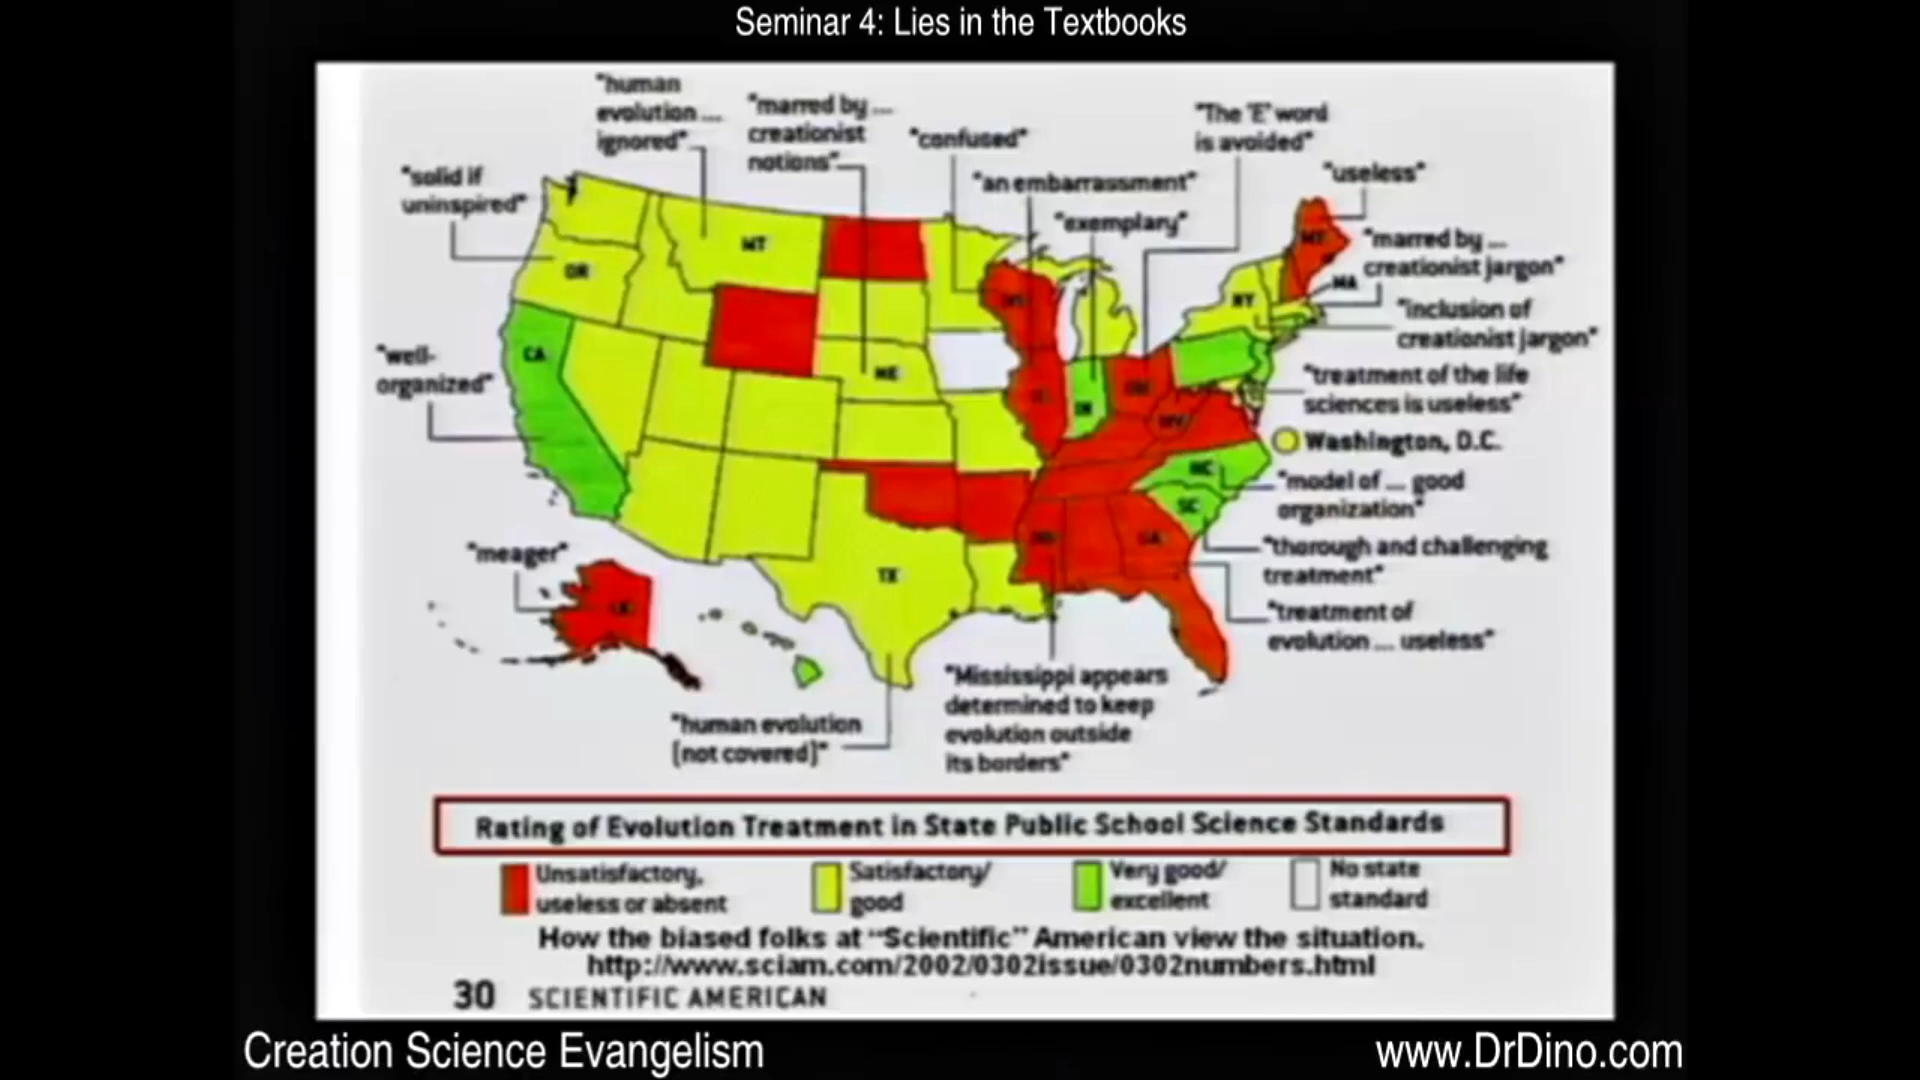 Seminar 4: Lies in the Textbooks
"human
evolution ...
ignored"
"marred by ...
creationist
notions"
"confused"
"The 'E' word
is avoided"
"an embarrassment"
"exemplary"
"useless"
"solid if
uninspired"
"marred by ...
creationist jargon"
"inclusion of
creationist jargon"
"well-
organized"
"treatment of the life
sciences is useless"
Washington, D.C.
"model of ... good
organization"
"thorough and challenging
treatment"
"treatment of
evolution ... useless"
"meager"
"human evolution
(not covered)"
"Mississippi appears
determined to keep
evolution outside
its borders"
MT
OR
CA
NE
TX
NY
MA
IN
NC
SC
GA
WV
Rating of Evolution Treatment in State Public School Science Standards
Unsatisfactory,
useless or absent
Satisfactory/
good
Very good/
excellent
No state
standard
How the biased folks at "Scientific" American view the situation.
http://www.sciam.com/2002/0302issue/0302numbers.html
30 SCIENTIFIC AMERICAN
Creation Science Evangelism
www.DrDino.com